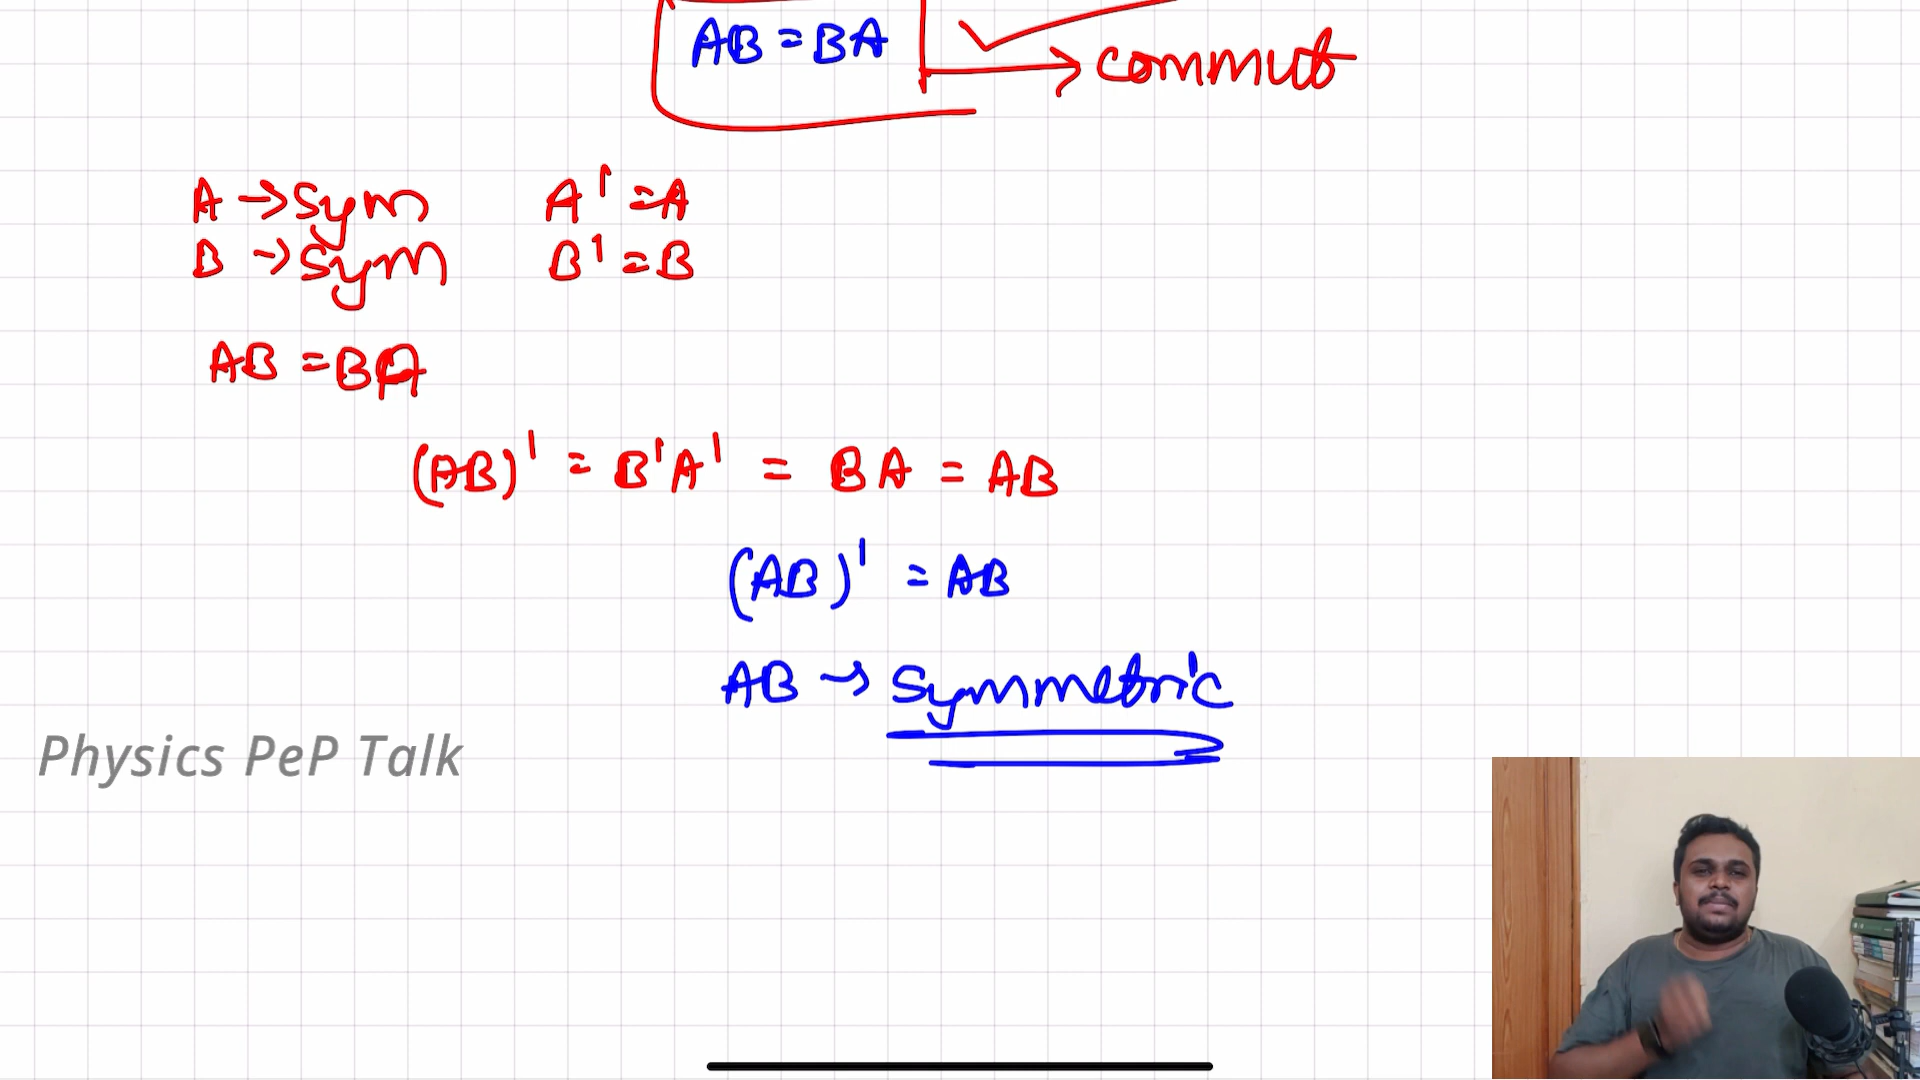 AB = BA
→ commut
A → Sym A' = A
B → Sym B' = B
AB = BA
(AB)' = B'A' = BA = AB
(AB)' = AB
AB → Symmetric
Physics PeP Talk